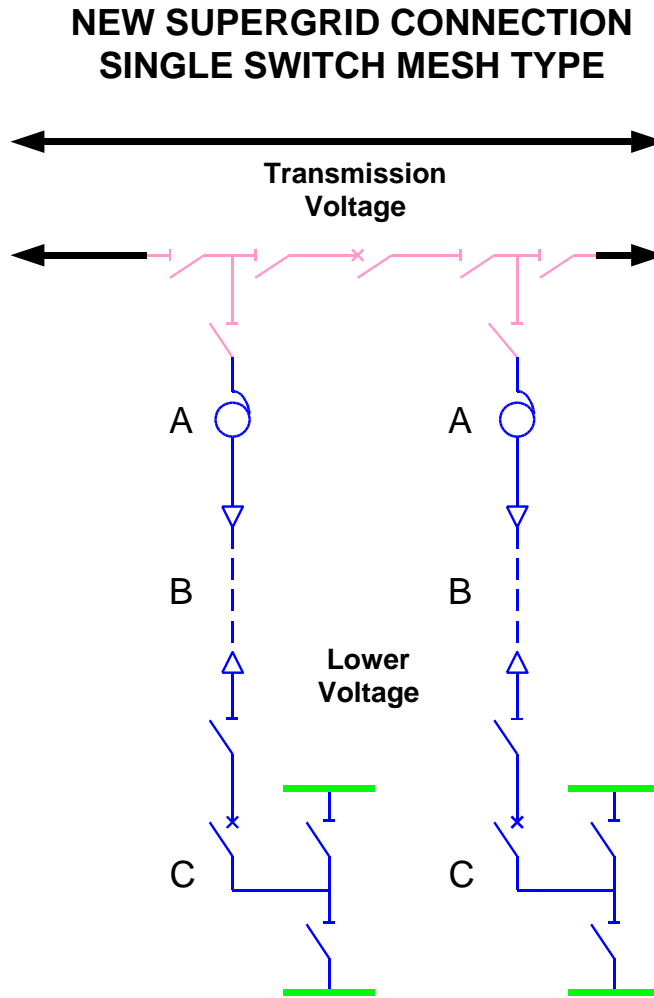 NEW SUPERGRID CONNECTION
SINGLE SWITCH MESH TYPE
Transmission
Voltage
A
A
B
B
Lower
Voltage
C
C